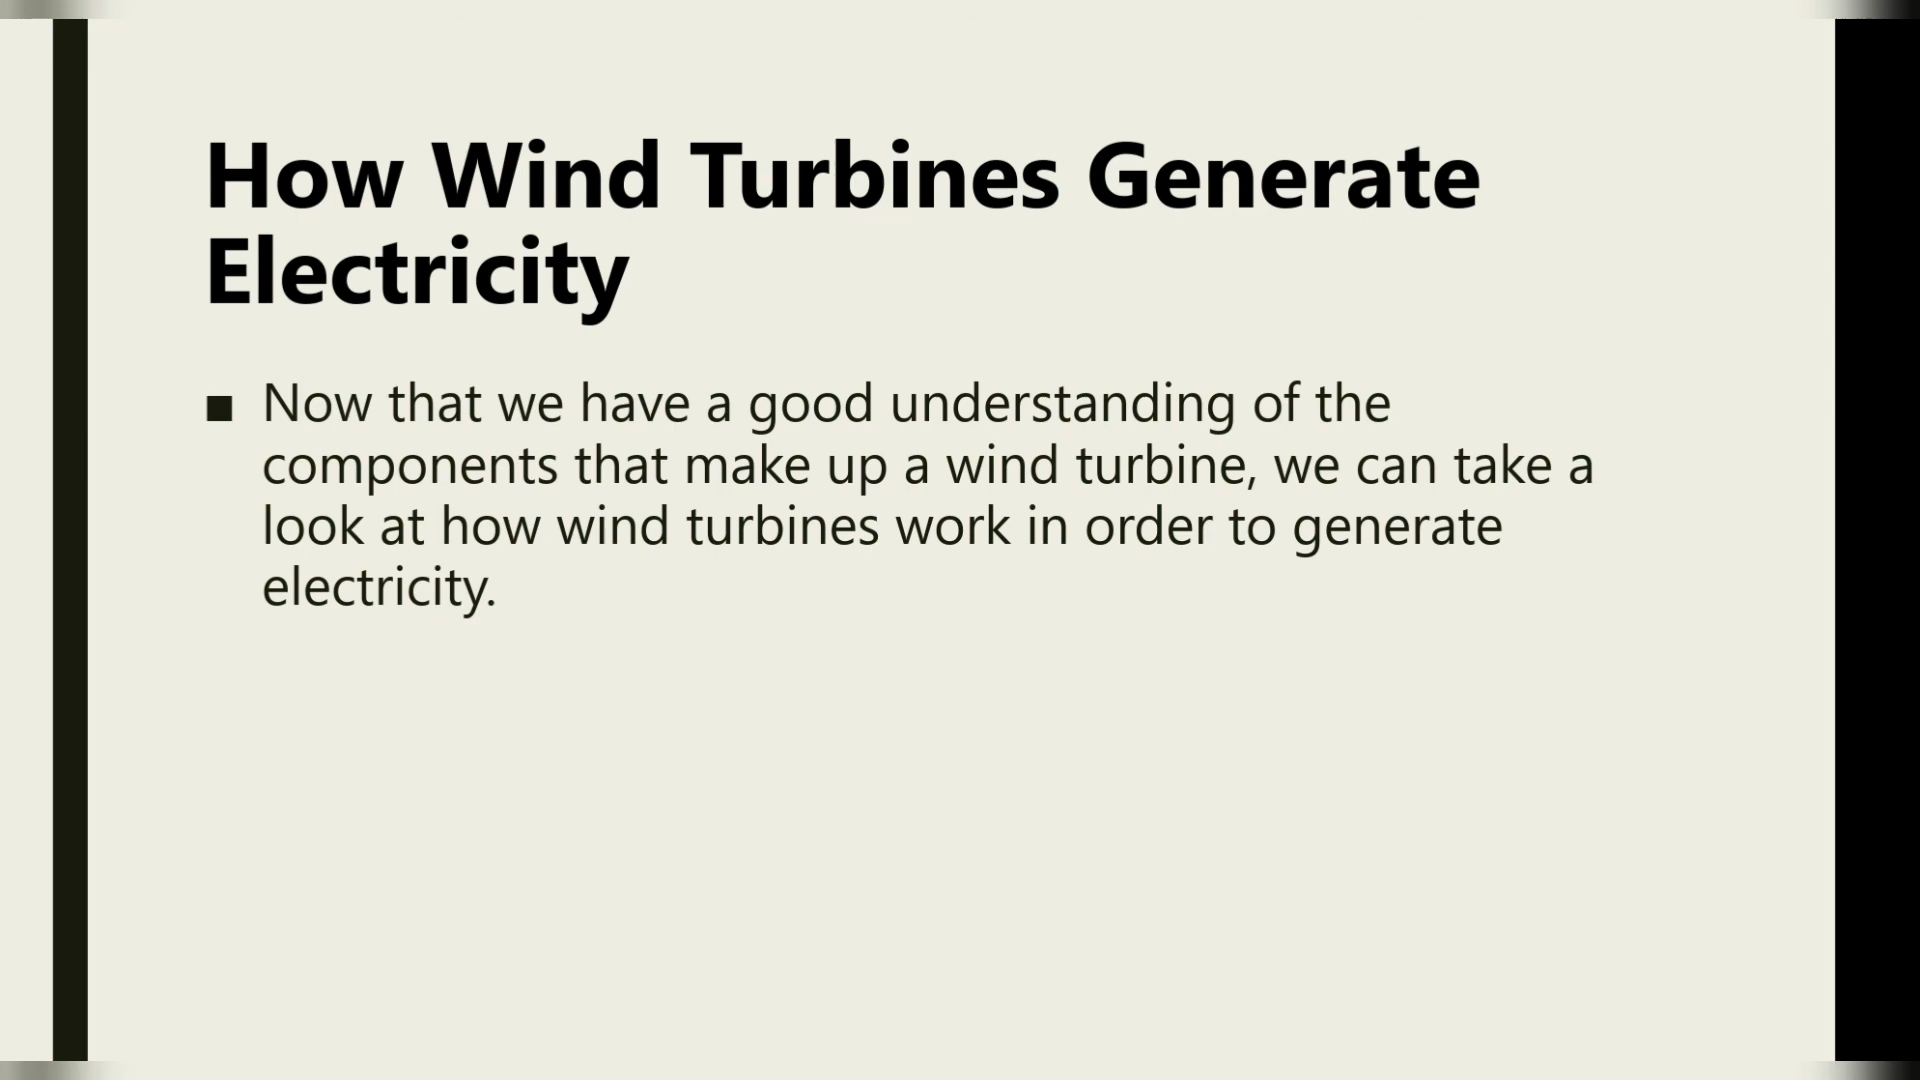 How Wind Turbines Generate
Electricity
■ Now that we have a good understanding of the
components that make up a wind turbine, we can take a
look at how wind turbines work in order to generate
electricity.